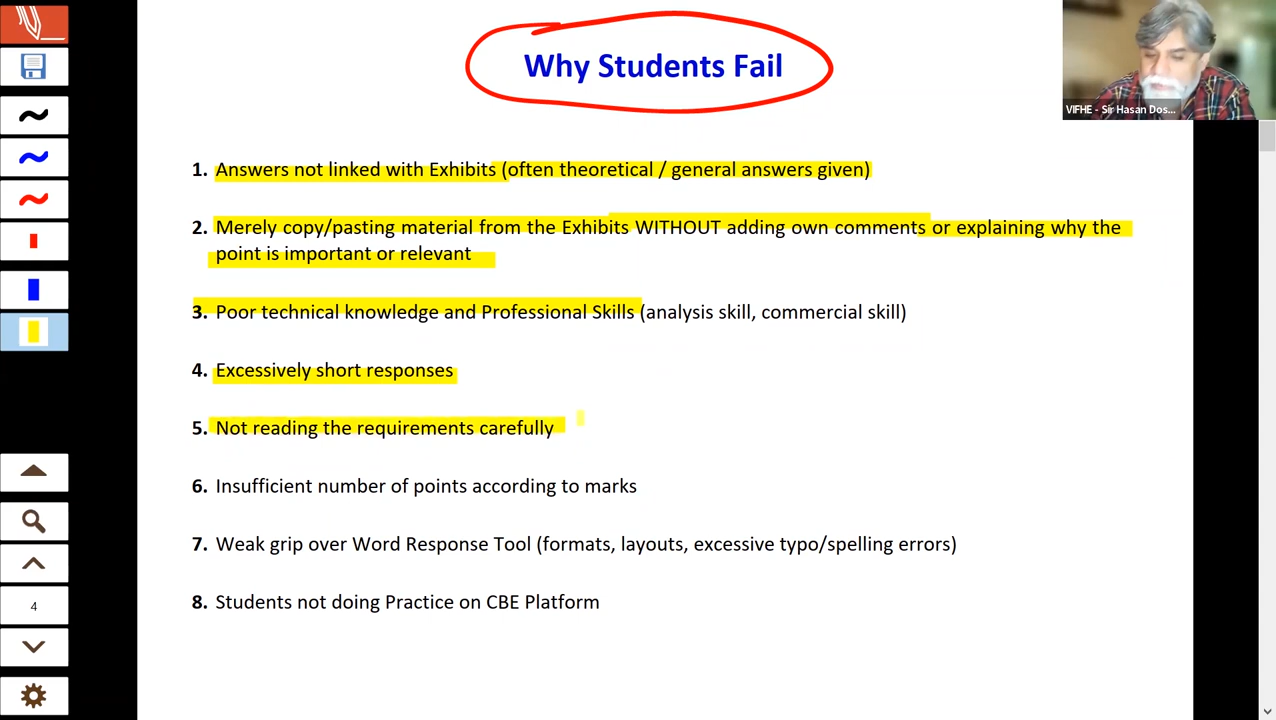 Why Students Fail
VIFHE - Sir Hasan Dos...
1. Answers not linked with Exhibits (often theoretical / general answers given)
2. Merely copy/pasting material from the Exhibits WITHOUT adding own comments or explaining why the
point is important or relevant
3. Poor technical knowledge and Professional Skills (analysis skill, commercial skill)
4. Excessively short responses
5. Not reading the requirements carefully
6. Insufficient number of points according to marks
7. Weak grip over Word Response Tool (formats, layouts, excessive typo/spelling errors)
8. Students not doing Practice on CBE Platform
4